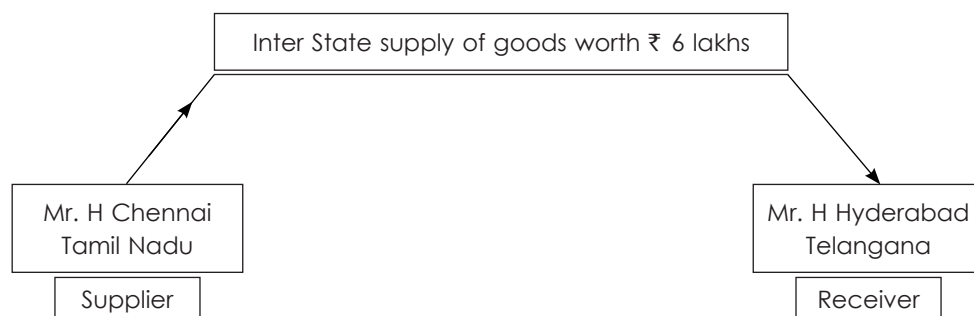 Inter State supply of goods worth ₹ 6 lakhs
Mr. H Chennai
Tamil Nadu
Supplier
Mr. H Hyderabad
Telangana
Receiver